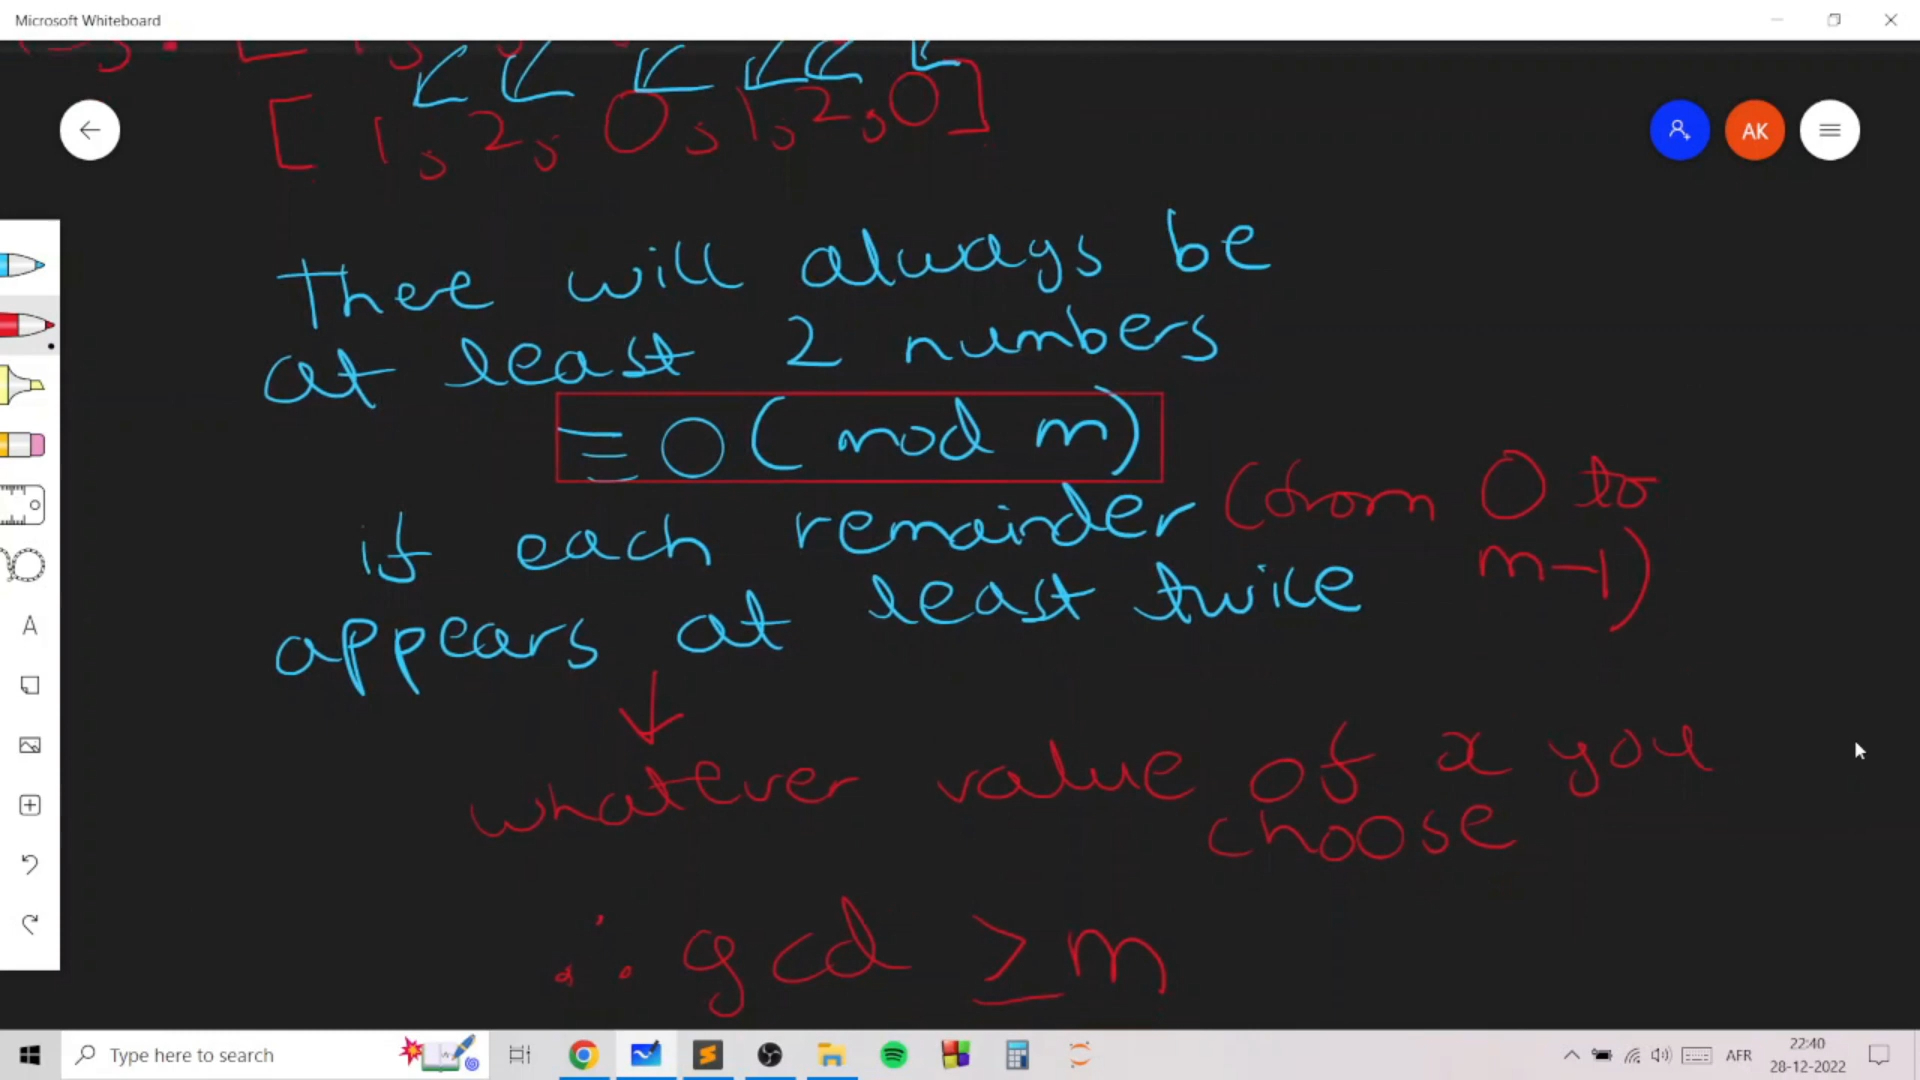 Microsoft Whiteboard
[1, 2, 0, 1, 2, 0]
AK
There will always be
at least 2 numbers
≡ 0 ( mod m)
if each remainder (from 0 to
m-1)
appears at least twice
↓
whatever value of x you
choose
∴ gcd ≥ m
A
Type here to search
AFR
22:40
28-12-2022